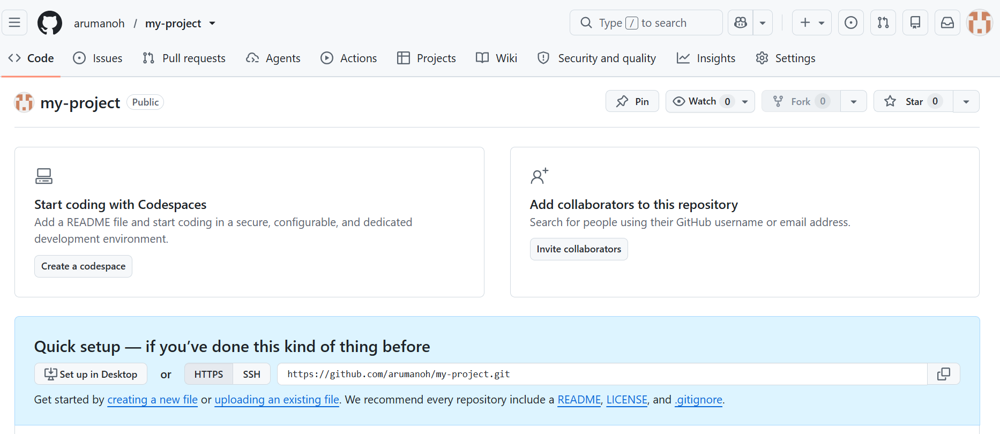 arumanoh / my-project
Type / to search
Code
Issues
Pull requests
Agents
Actions
Projects
Wiki
Security and quality
Insights
Settings
my-project
Public
Pin
Watch 0
Fork 0
Star 0
Start coding with Codespaces
Add a README file and start coding in a secure, configurable, and dedicated
development environment.
Create a codespace
Add collaborators to this repository
Search for people using their GitHub username or email address.
Invite collaborators
Quick setup — if you’ve done this kind of thing before
Set up in Desktop or HTTPS SSH https://github.com/arumanoh/my-project.git
Get started by creating a new file or uploading an existing file. We recommend every repository include a README, LICENSE, and .gitignore.